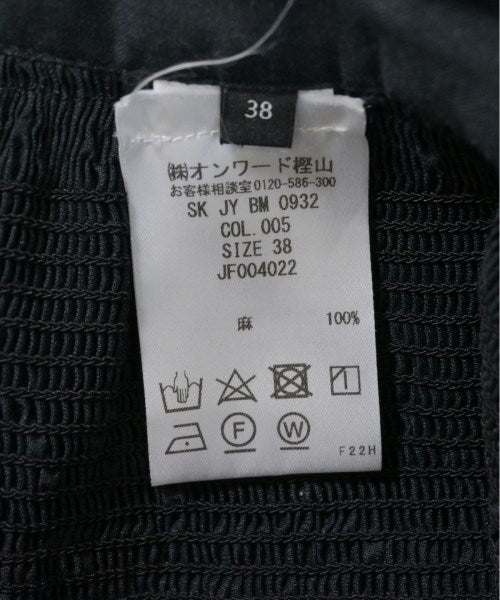 38
㈱オンワード樫山
お客様相談室0120-586-300
SK JY BM 0932
COL.005
SIZE 38
JF004022
麻 100%
F W
F22H